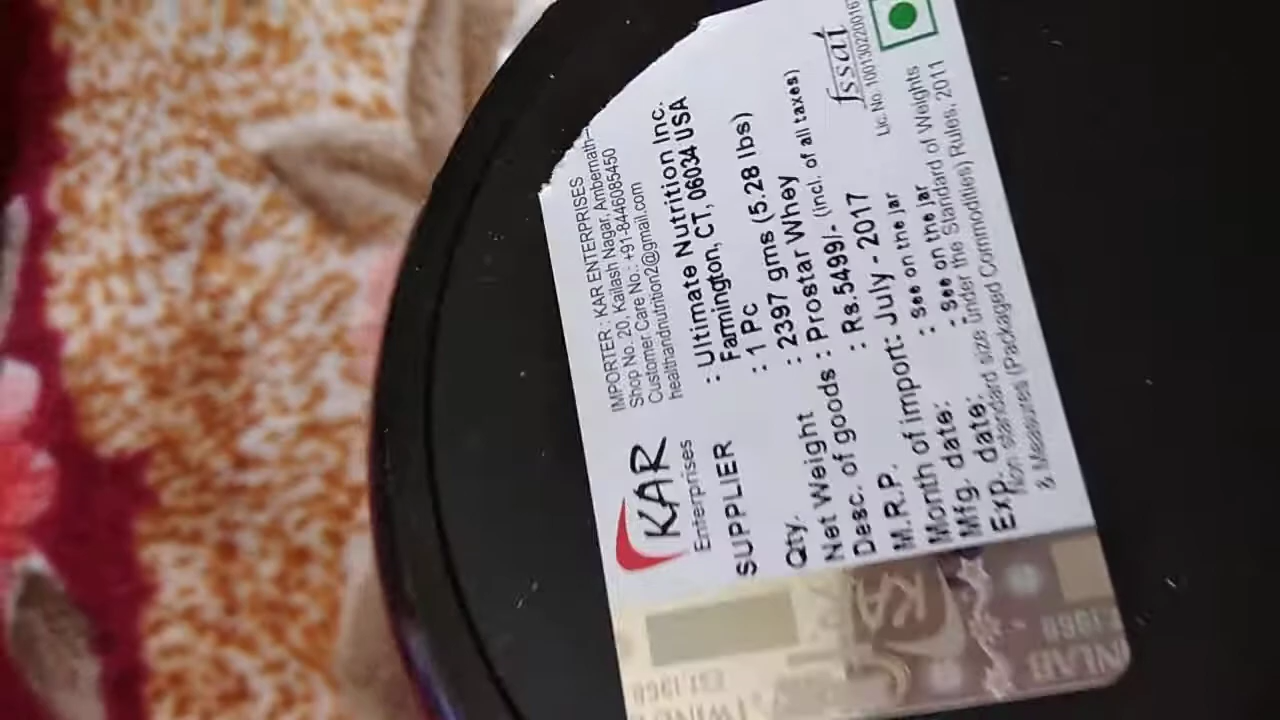 IMPORTER : KAR ENTERPRISES
Shop No. 20, Kailash Nagar, Ambernath-
Customer Care No.: +91-8446085450
healthandnutrition2@gmail.com
KAR
Enterprises
SUPPLIER : Ultimate Nutrition Inc.
Farmington, CT, 06034 USA
Qty. : 1 Pc
Net Weight : 2397 gms (5.28 lbs)
Desc. of goods : Prostar Whey
M.R.P. : Rs.5499/- (incl. of all taxes)
Month of import: July - 2017
Mfg. date: : See on the jar
Exp. date: - See on the jar
Non standard size under the Standard of Weights
& Measures (Packaged Commodities) Rules, 2011
fssai
Lic. No. 10013022001
KA